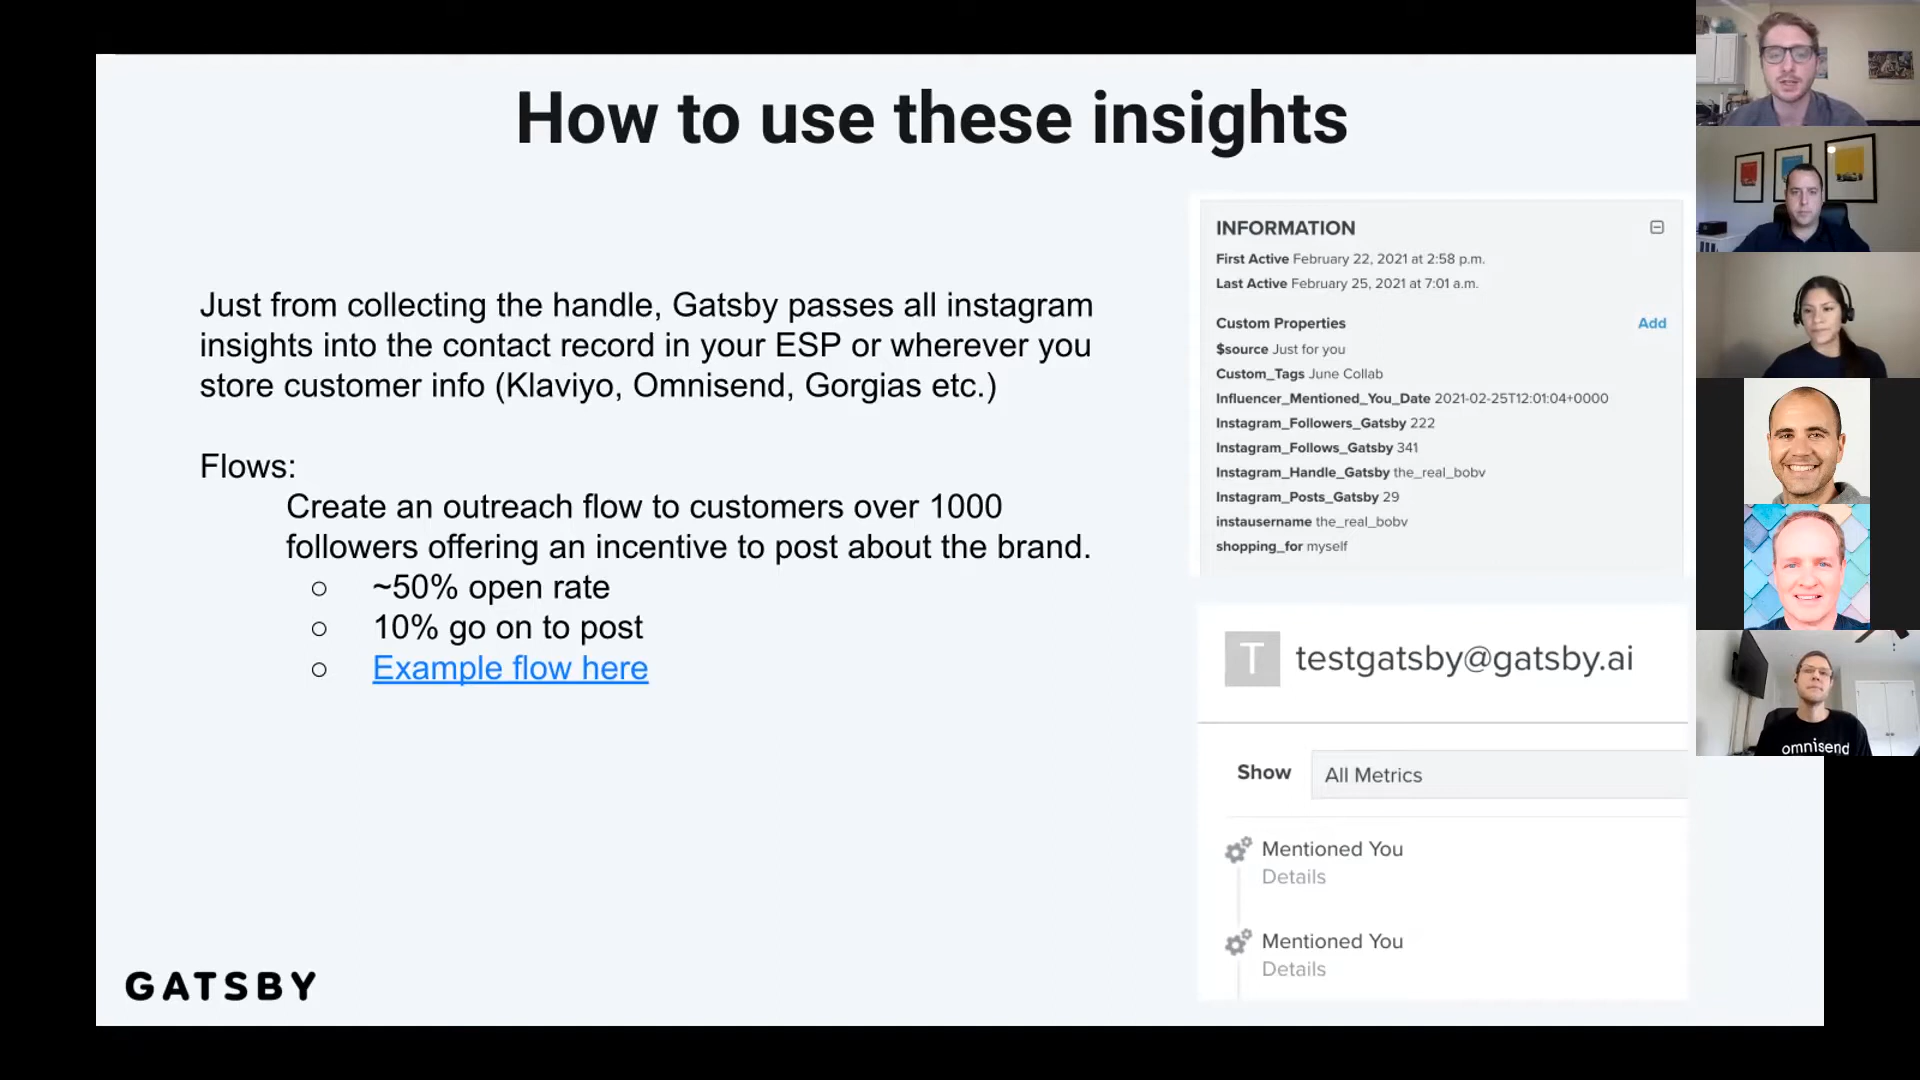 How to use these insights
Just from collecting the handle, Gatsby passes all instagram
insights into the contact record in your ESP or wherever you
store customer info (Klaviyo, Omnisend, Gorgias etc.)
Flows:
Create an outreach flow to customers over 1000
followers offering an incentive to post about the brand.
~50% open rate
10% go on to post
Example flow here
GATSBY
INFORMATION
First Active February 22, 2021 at 2:58 p.m.
Last Active February 25, 2021 at 7:01 a.m.
Custom Properties Add
$source Just for you
Custom_Tags June Collab
Influencer_Mentioned_You_Date 2021-02-25T12:01:04+0000
Instagram_Followers_Gatsby 222
Instagram_Follows_Gatsby 341
Instagram_Handle_Gatsby the_real_bobv
Instagram_Posts_Gatsby 29
instausername the_real_bobv
shopping_for myself
T testgatsby@gatsby.ai
Show All Metrics
Mentioned You
Details
Mentioned You
Details
omnisend